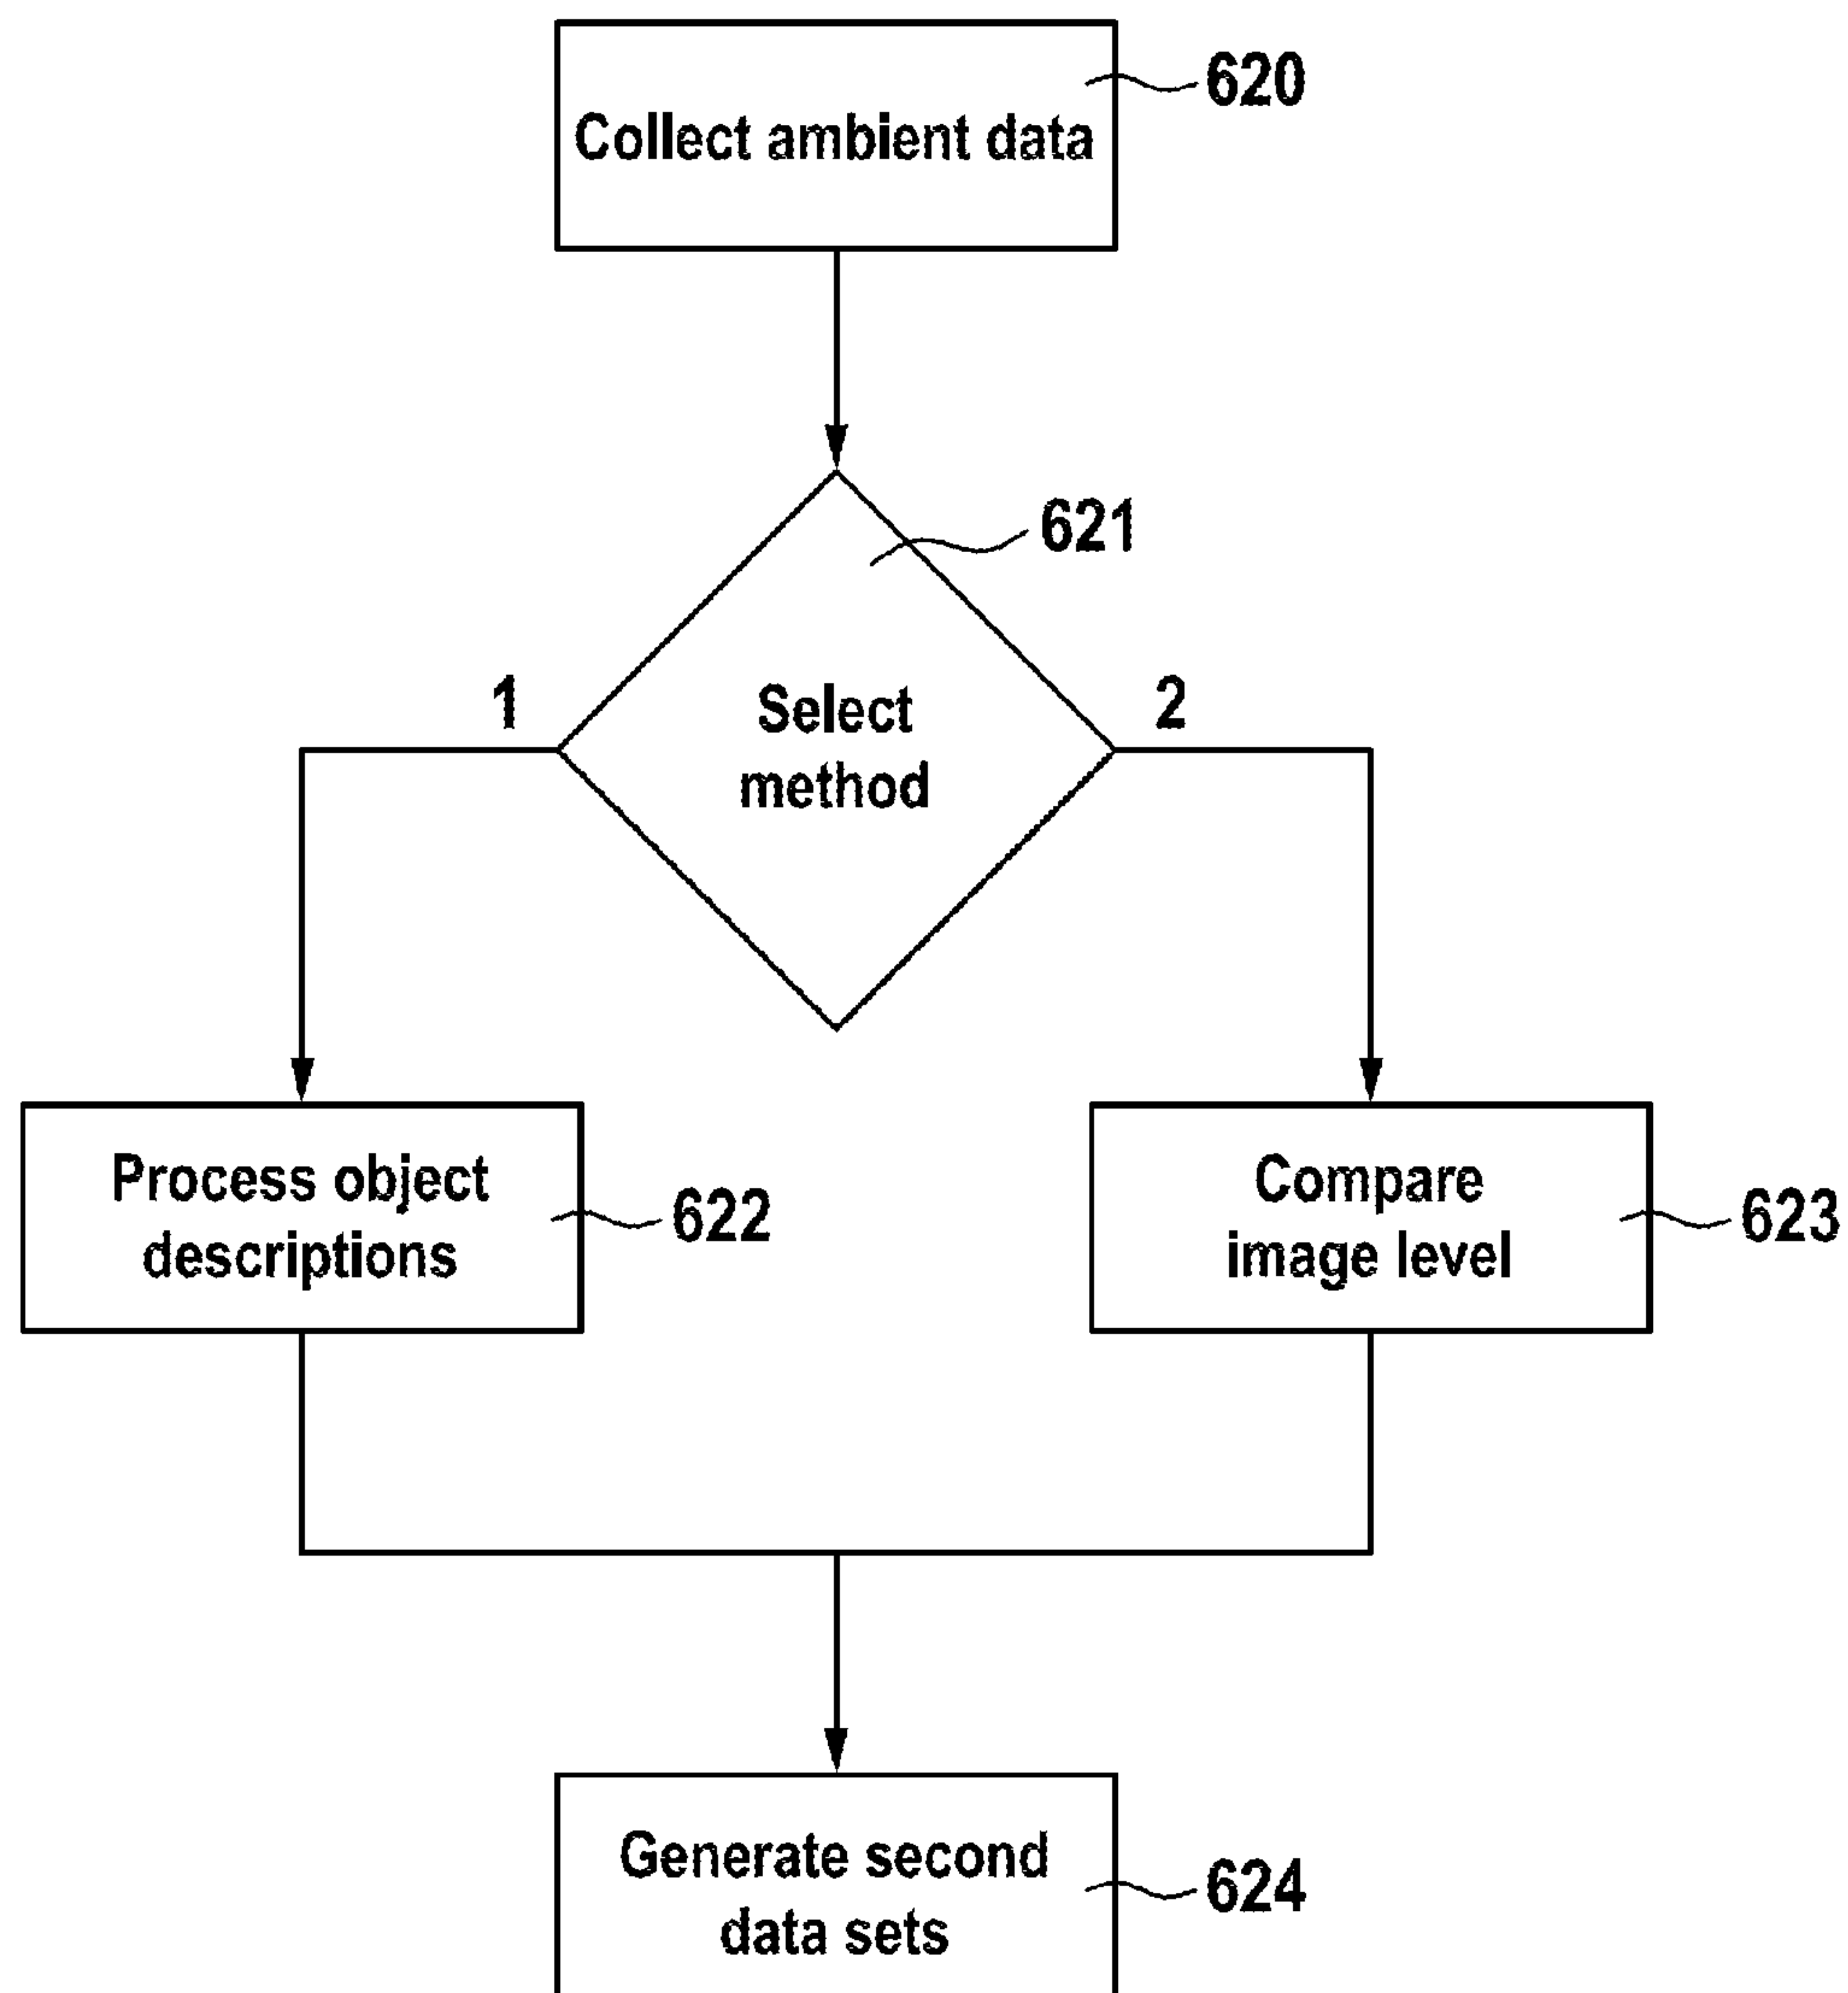 Collect ambient data
620
621
1
Select
method
2
Process object
descriptions
622
Compare
image level
623
Generate second
data sets
624